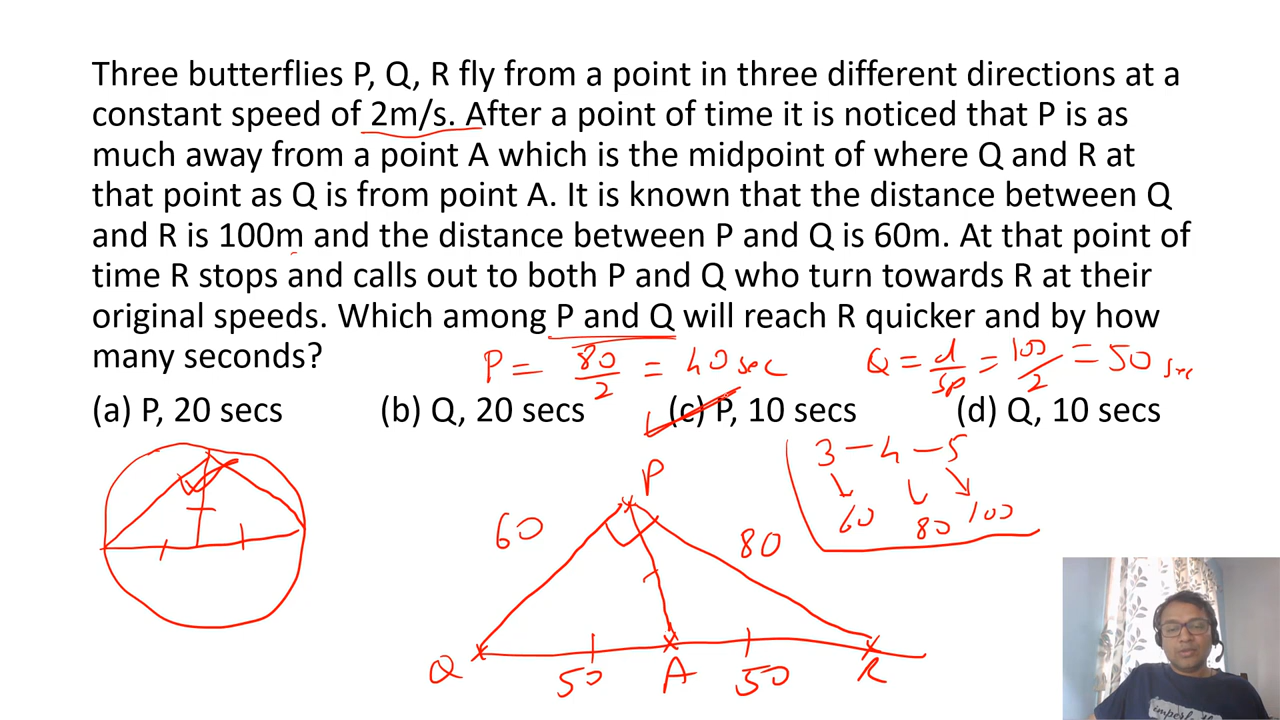 Three butterflies P, Q, R fly from a point in three different directions at a
constant speed of 2m/s. After a point of time it is noticed that P is as
much away from a point A which is the midpoint of where Q and R at
that point as Q is from point A. It is known that the distance between Q
and R is 100m and the distance between P and Q is 60m. At that point of
time R stops and calls out to both P and Q who turn towards R at their
original speeds. Which among P and Q will reach R quicker and by how
many seconds?
P = 80/2 = 40 sec
Q = d/sp = 100/2 = 50 sec
(a) P, 20 secs (b) Q, 20 secs (c) P, 10 secs (d) Q, 10 secs
3 - 4 - 5
60 80 100
P
60
80
Q 50 A 50 R